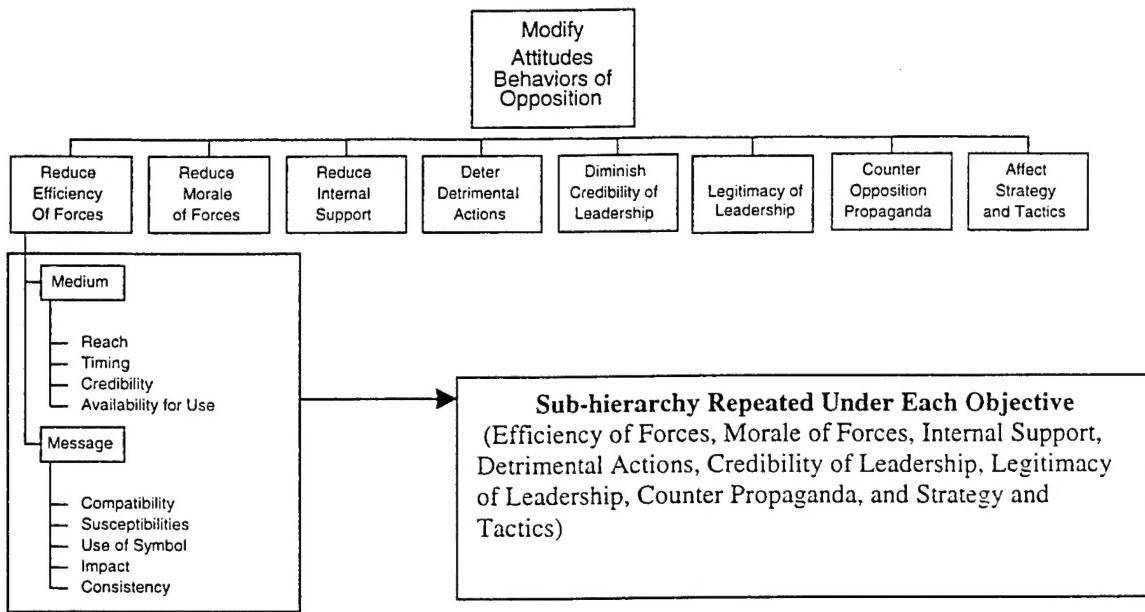 Modify
Attitudes
Behaviors of
Opposition
Reduce
Efficiency
Of Forces
Reduce
Morale
of Forces
Reduce
Internal
Support
Deter
Detrimental
Actions
Diminish
Credibility of
Leadership
Legitimacy of
Leadership
Counter
Opposition
Propaganda
Affect
Strategy
and Tactics
Medium
Reach
Timing
Credibility
Availability for Use
Message
Compatibility
Susceptibilities
Use of Symbol
Impact
Consistency
Sub-hierarchy Repeated Under Each Objective
(Efficiency of Forces, Morale of Forces, Internal Support,
Detrimental Actions, Credibility of Leadership, Legitimacy
of Leadership, Counter Propaganda, and Strategy and
Tactics)